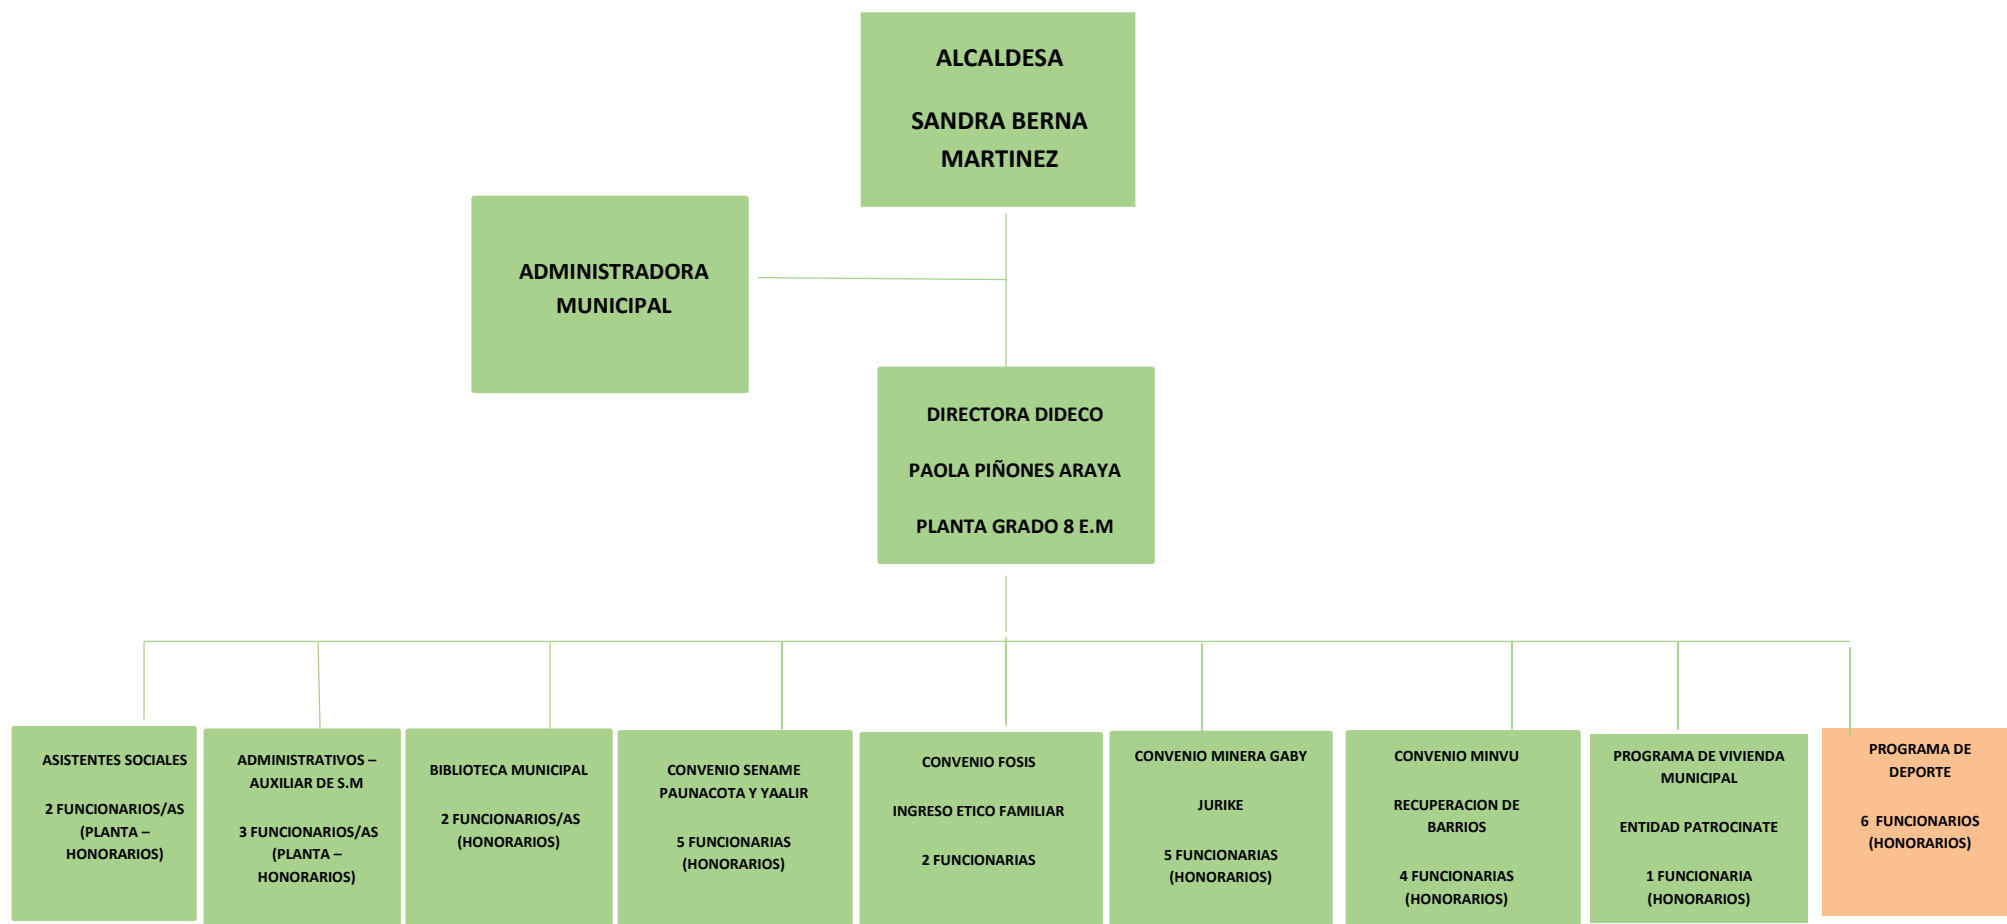 ALCALDESA
SANDRA BERNA
MARTINEZ
ADMINISTRADORA
MUNICIPAL
DIRECTORA DIDECO
PAOLA PIÑONES ARAYA
PLANTA GRADO 8 E.M
ASISTENTES SOCIALES
2 FUNCIONARIOS/AS
(PLANTA –
HONORARIOS)
ADMINISTRATIVOS –
AUXILIAR DE S.M
3 FUNCIONARIOS/AS
(PLANTA –
HONORARIOS)
BIBLIOTECA MUNICIPAL
2 FUNCIONARIOS/AS
(HONORARIOS)
CONVENIO SENAME
PAUNACOTA Y YAALIR
5 FUNCIONARIAS
(HONORARIOS)
CONVENIO FOSIS
INGRESO ETICO FAMILIAR
2 FUNCIONARIAS
CONVENIO MINERA GABY
JURIKE
5 FUNCIONARIAS
(HONORARIOS)
CONVENIO MINVU
RECUPERACION DE
BARRIOS
4 FUNCIONARIAS
(HONORARIOS)
PROGRAMA DE VIVIENDA
MUNICIPAL
ENTIDAD PATROCINATE
1 FUNCIONARIA
(HONORARIOS)
PROGRAMA DE
DEPORTE
6 FUNCIONARIOS
(HONORARIOS)